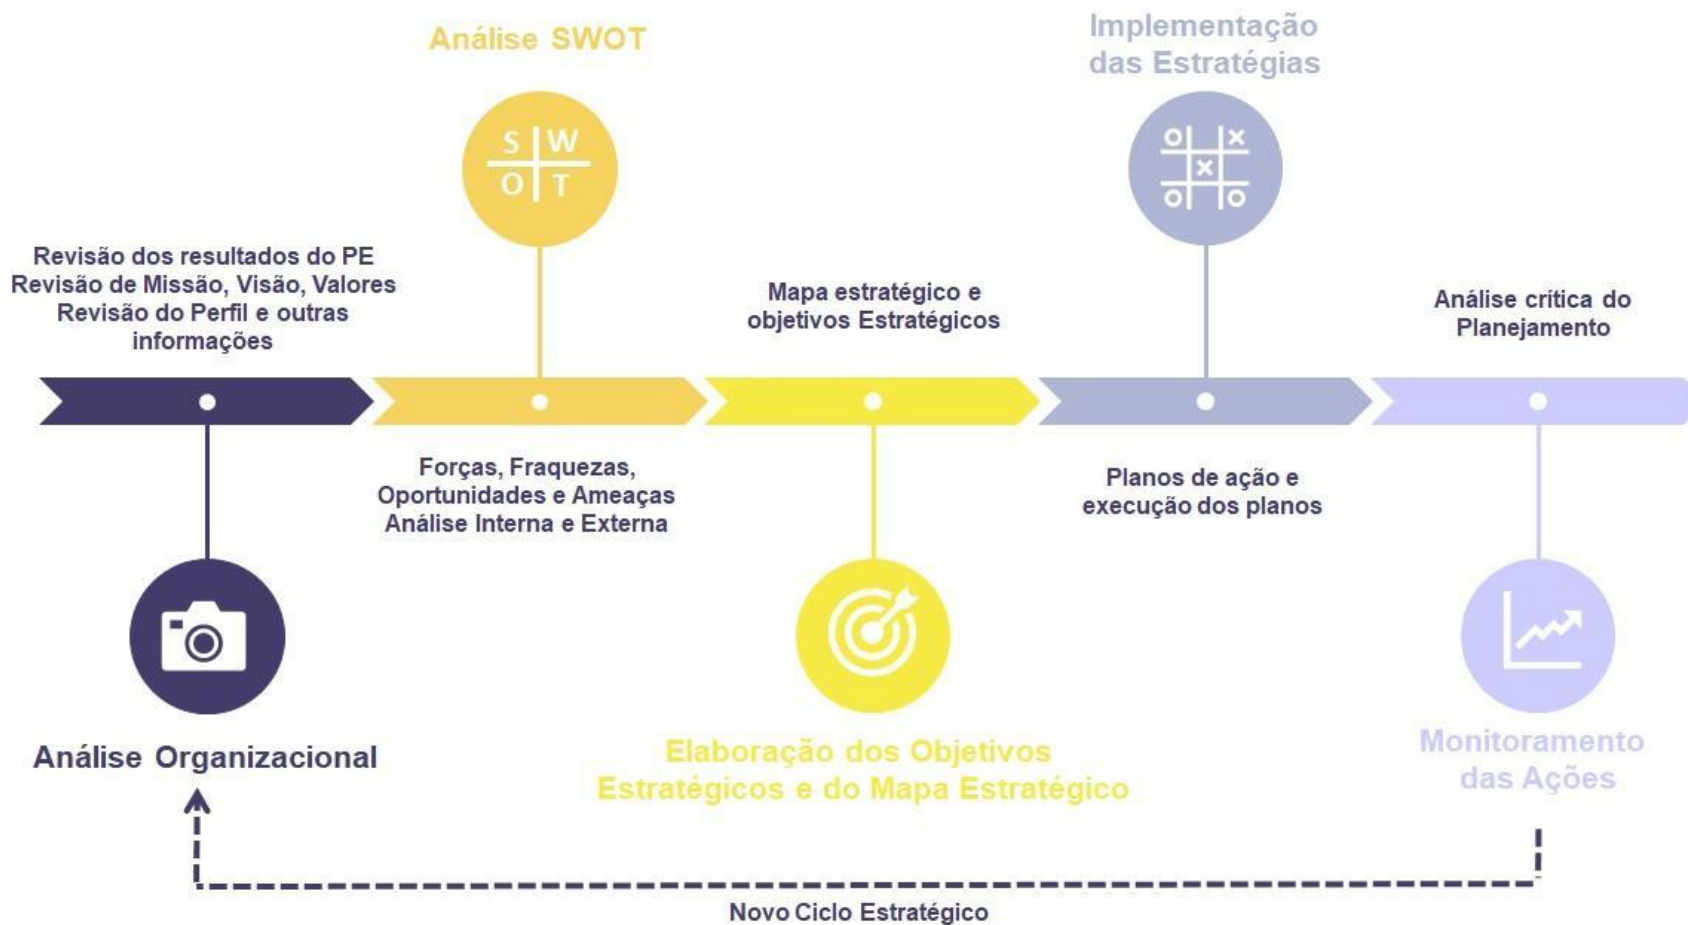 Análise SWOT
Implementação
das Estratégias
S W
O T
Revisão dos resultados do PE
Revisão de Missão, Visão, Valores
Revisão do Perfil e outras
informações
Mapa estratégico e
objetivos Estratégicos
Análise crítica do
Planejamento
Forças, Fraquezas,
Oportunidades e Ameaças
Análise Interna e Externa
Planos de ação e
execução dos planos
Análise Organizacional
Elaboração dos Objetivos
Estratégicos e do Mapa Estratégico
Monitoramento
das Ações
Novo Ciclo Estratégico